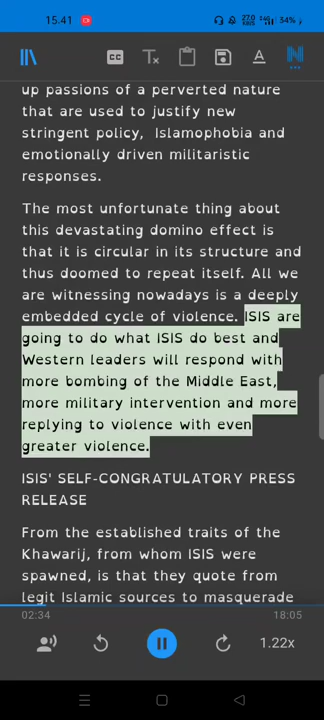 15.41
54%
CC
up passions of a perverted nature
that are used to justify new
stringent policy,  Islamophobia and
emotionally driven militaristic
responses.
The most unfortunate thing about
this devastating domino effect is
that it is circular in its structure and
thus doomed to repeat itself. All we
are witnessing nowadays is a deeply
embedded cycle of violence. ISIS are
going to do what ISIS do best and
Western leaders will respond with
more bombing of the Middle East,
more military intervention and more
replying to violence with even
greater violence.
ISIS' SELF-CONGRATULATORY PRESS
RELEASE
From the established traits of the
Khawarij, from whom ISIS were
spawned, is that they quote from
legit Islamic sources to masquerade
02:34
18:05
1.22x